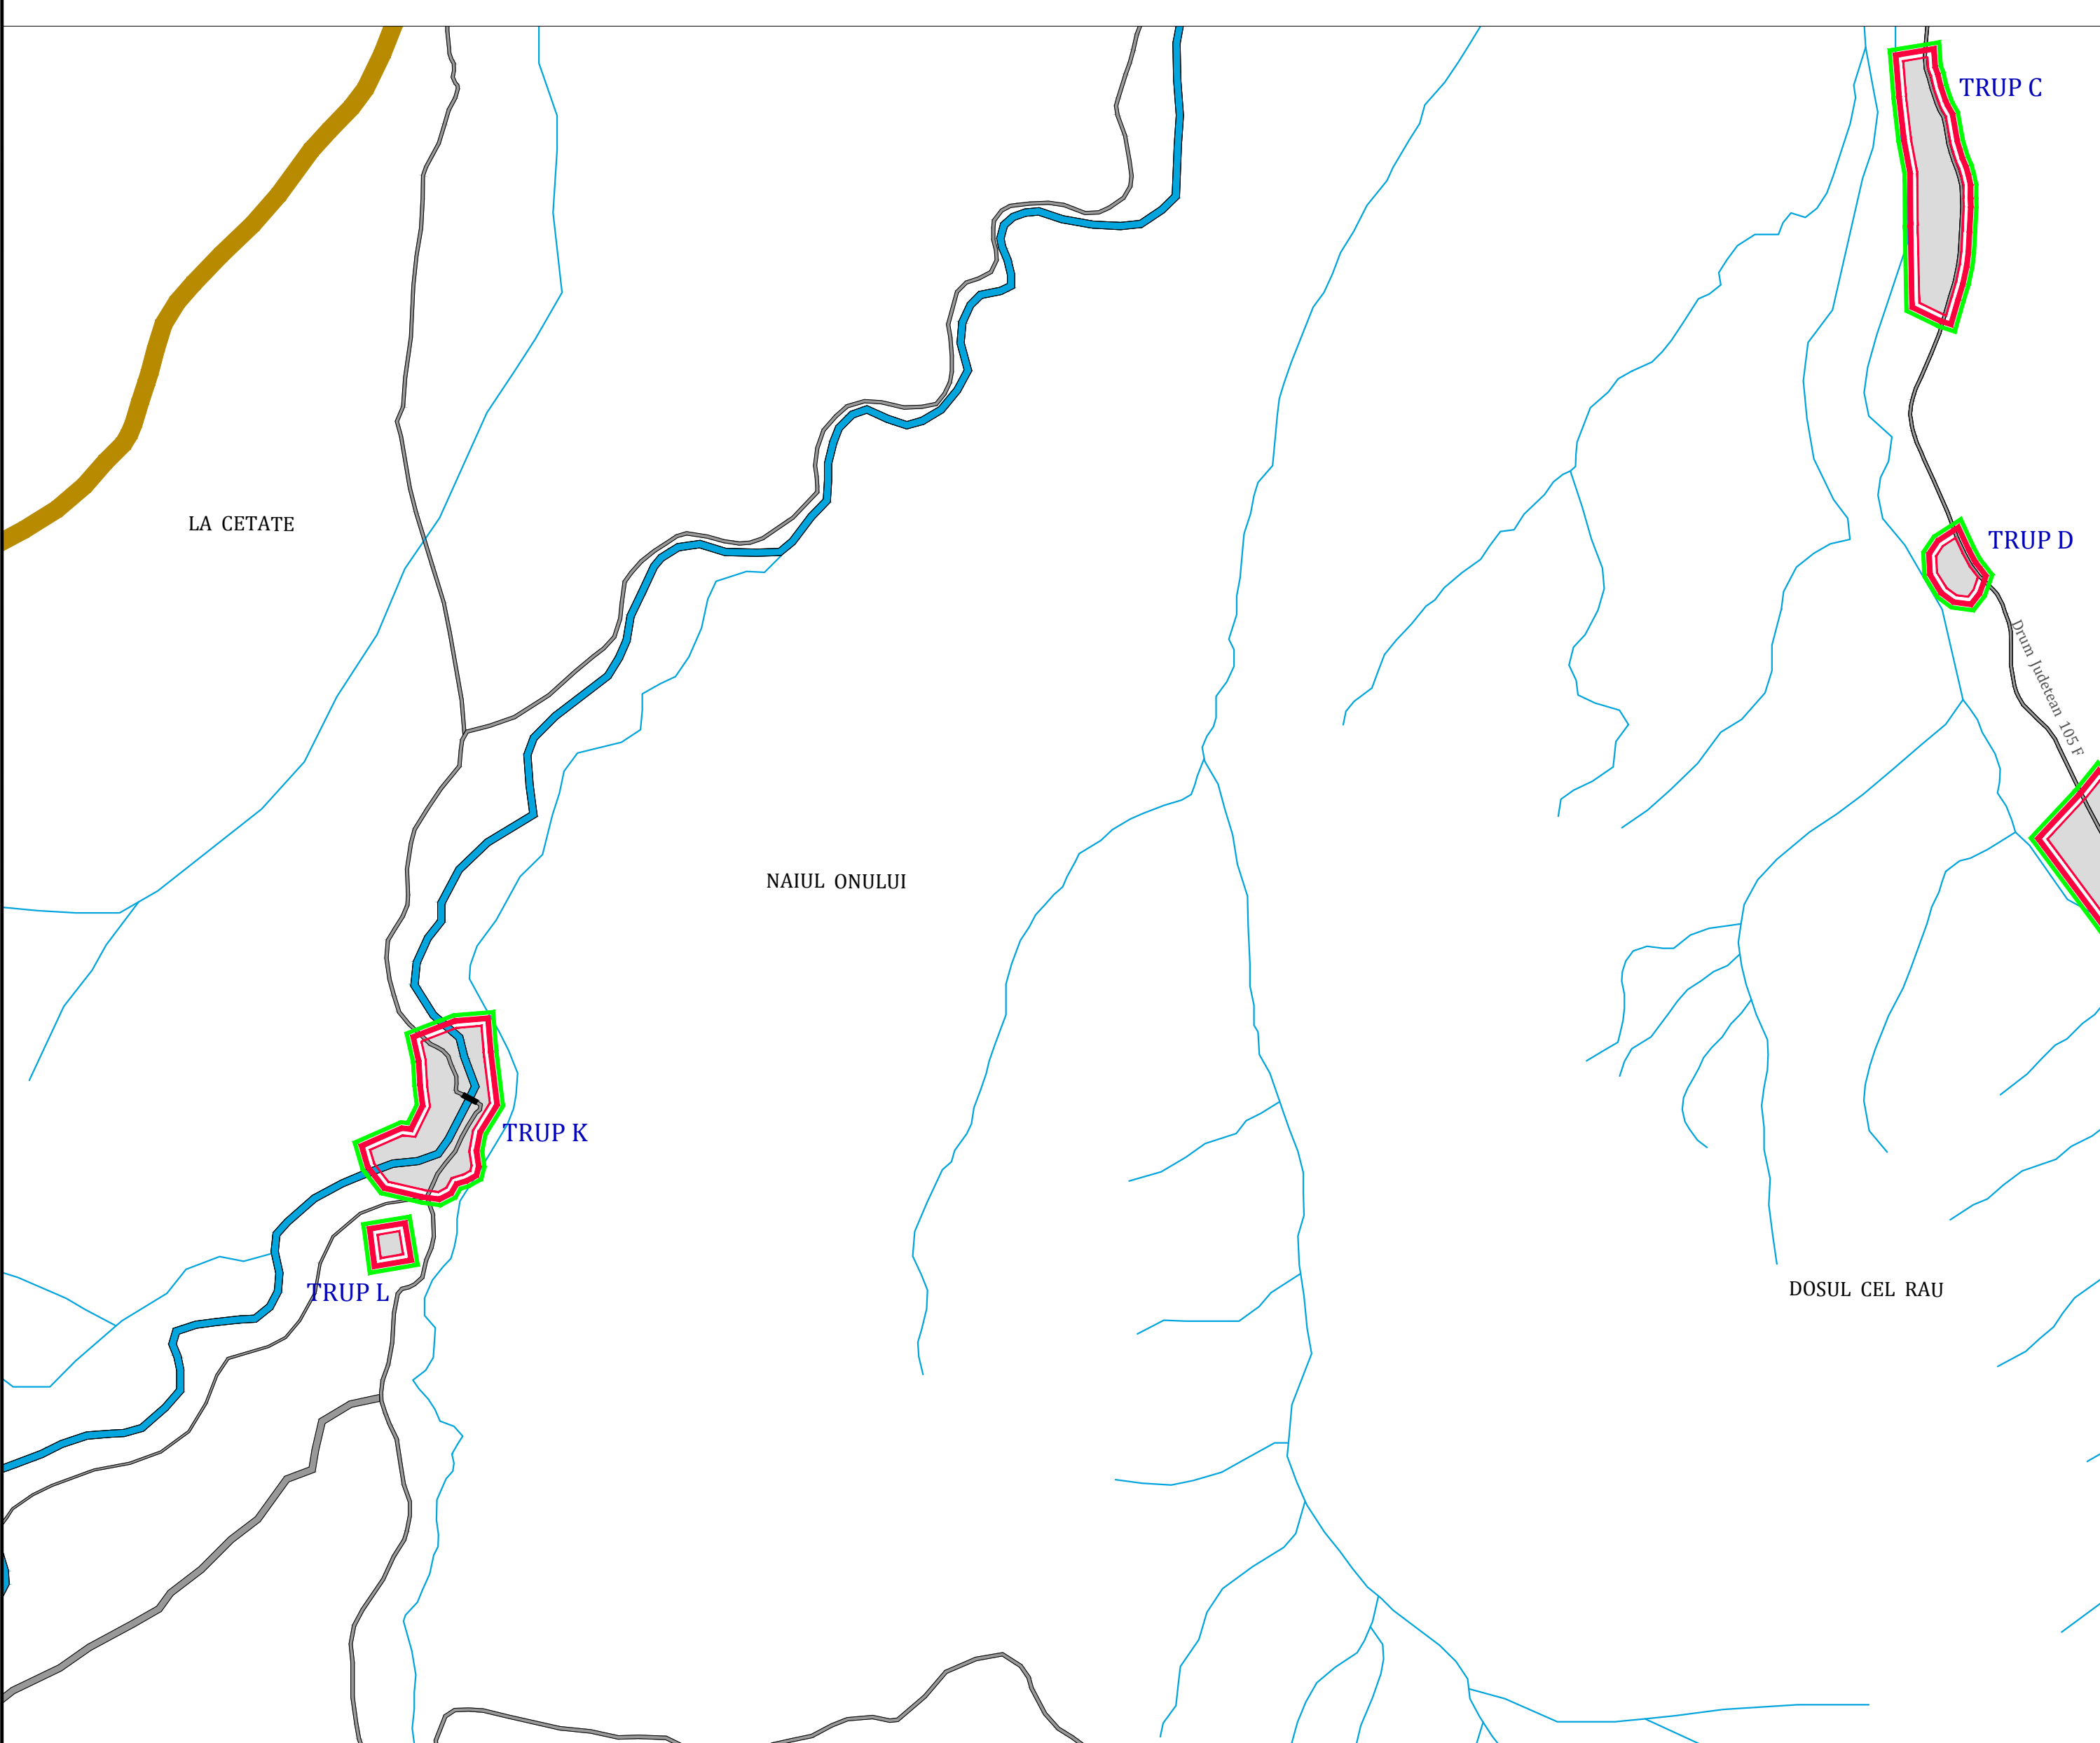 TRUP C
LA CETATE
TRUP D
Drum Judetean 105 F
NAIUL ONULUI
TRUP K
TRUP L
DOSUL CEL RAU